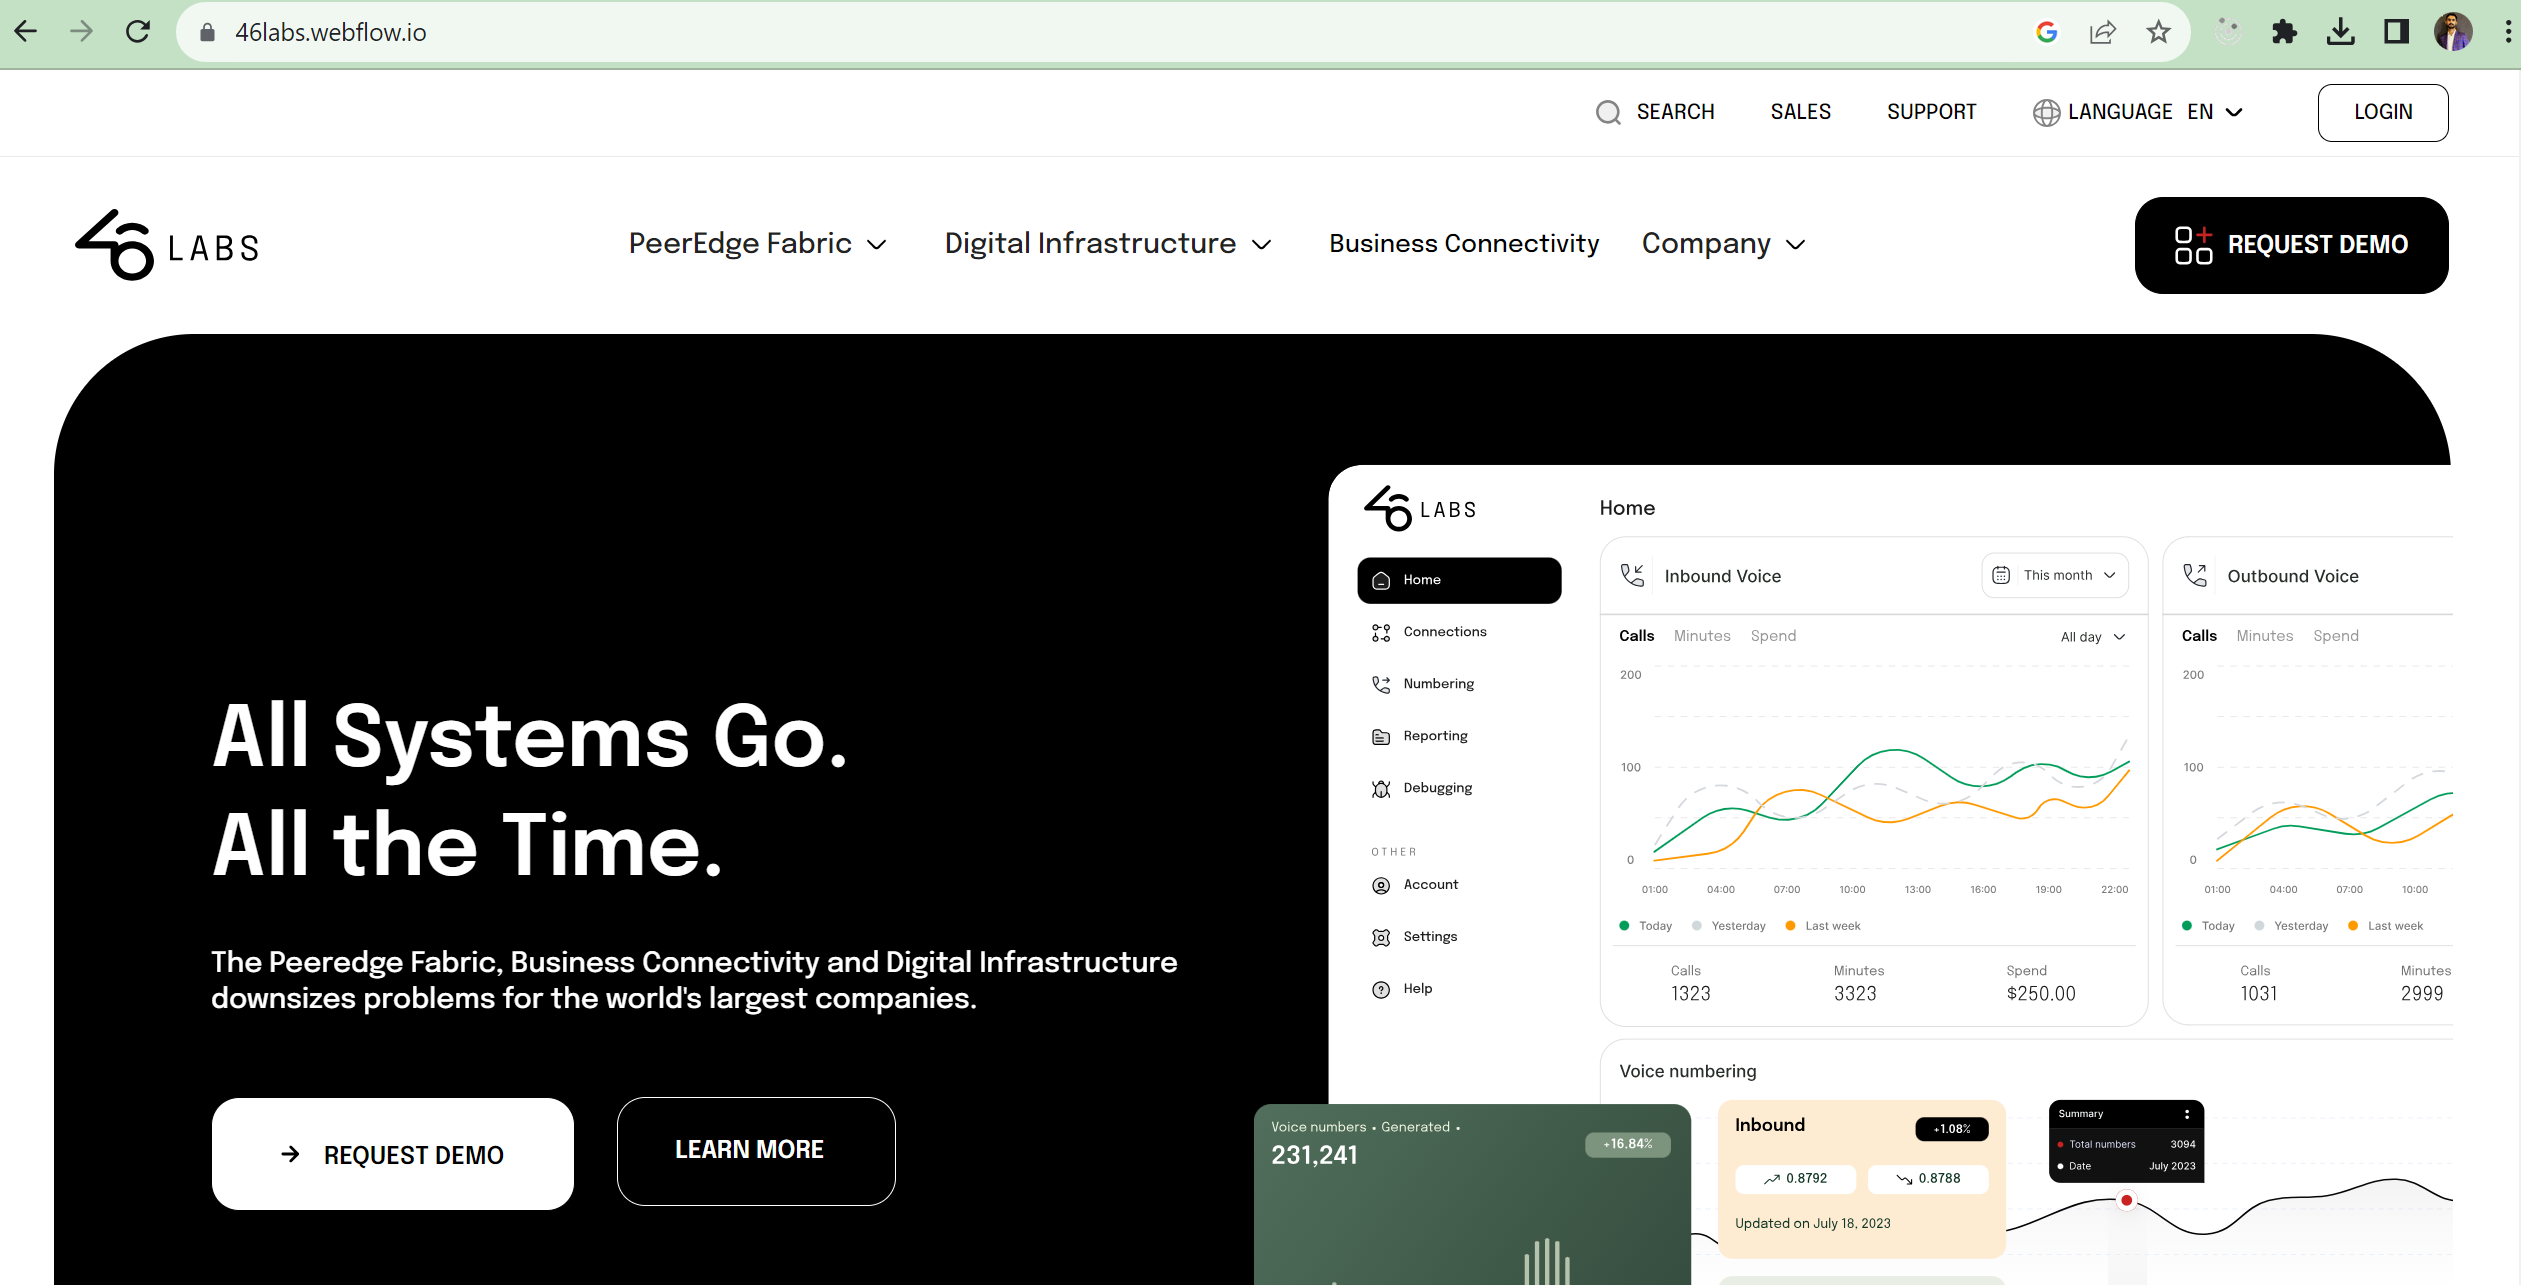 46labs.webflow.io
SEARCH SALES SUPPORT LANGUAGE EN LOGIN
46 LABS PeerEdge Fabric Digital Infrastructure Business Connectivity Company REQUEST DEMO
All Systems Go.
All the Time.
The Peeredge Fabric, Business Connectivity and Digital Infrastructure
downsizes problems for the world's largest companies.
REQUEST DEMO LEARN MORE
46 LABS
Home
Connections
Numbering
Reporting
Debugging
OTHER
Account
Settings
Help
Home
Inbound Voice This month
Calls Minutes Spend All day
200
100
0
01:00 04:00 07:00 10:00 13:00 16:00 19:00 22:00
Today Yesterday Last week
Calls Minutes Spend
1323 3323 $250.00
Outbound Voice
Calls Minutes Spend
200
100
0
01:00 04:00 07:00 10:00
Today Yesterday Last week
Calls Minutes
1031 2999
Voice numbering
Voice numbers • Generated •
231,241 +16.84%
Inbound +1.08%
0.8792 0.8788
Updated on July 18, 2023
Summary
Total numbers 3094
Date July 2023